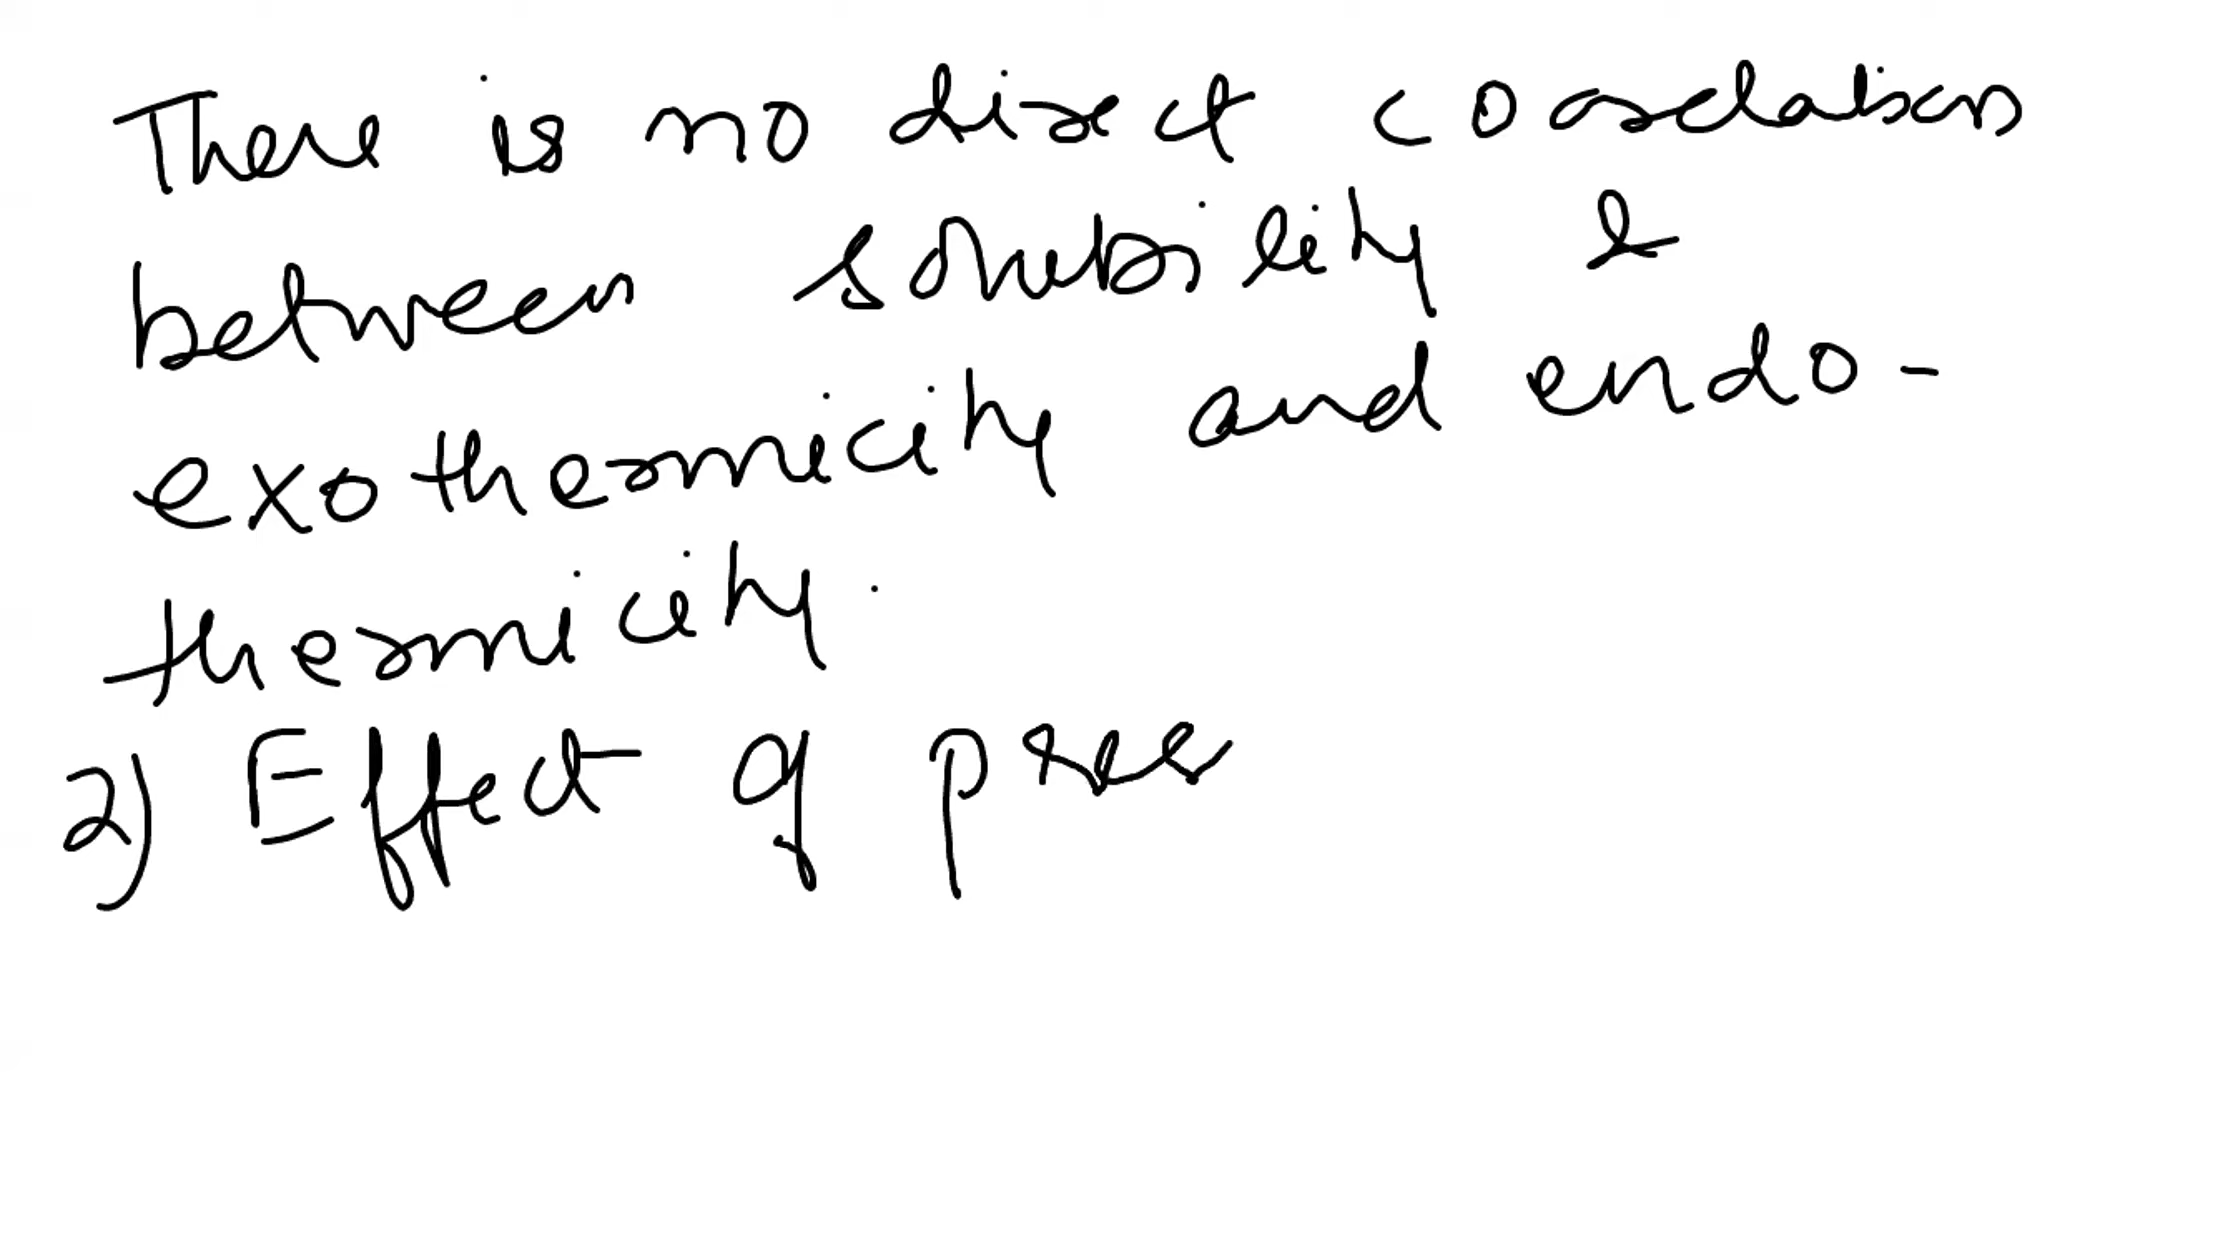 There is no direct correlation
between solubility &
exothermicity and endo-
thermicity.
2) Effect of pres